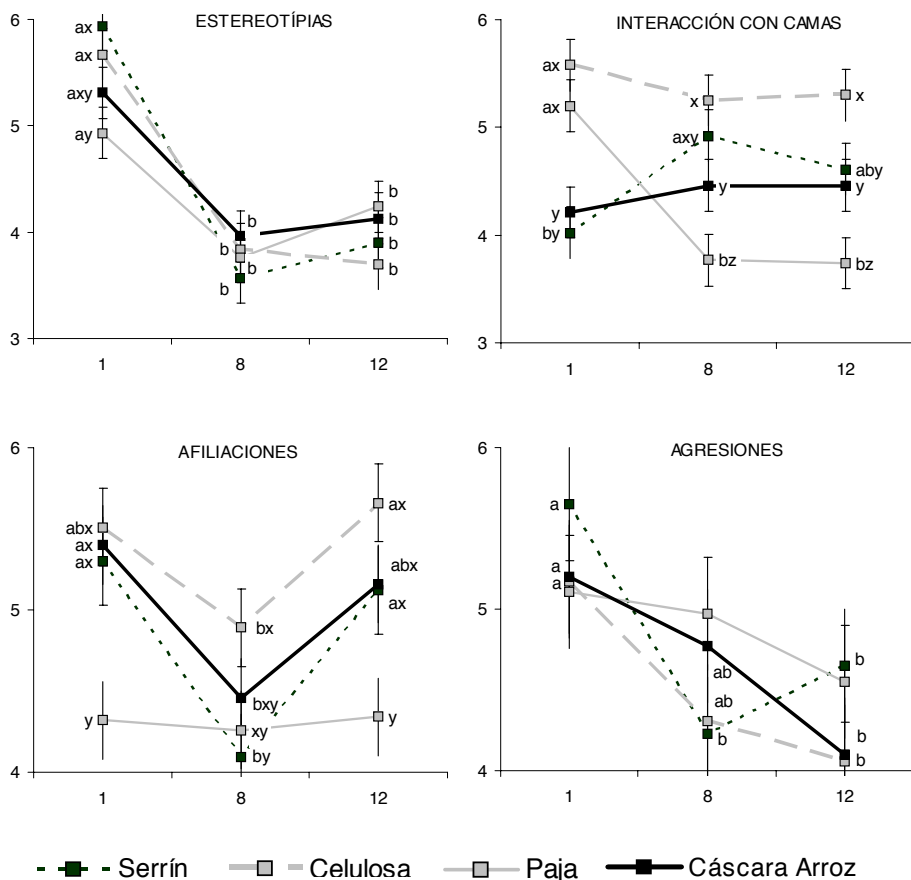 ESTEREOTÍPIAS
6
5
4
3
ax
ax
axy
ay
b
b
b
b
b
b
b
b
1 8 12
INTERACCIÓN CON CAMAS
6
5
4
3
ax
ax
y
by
x
axy
y
bz
x
aby
y
bz
1 8 12
AFILIACIONES
6
5
4
abx
ax
ax
y
bx
bxy
xy
by
ax
abx
ax
y
1 8 12
AGRESIONES
6
5
4
a
a
a
ab
ab
b
b
b
b
1 8 12
Serrín Celulosa Paja Cáscara Arroz